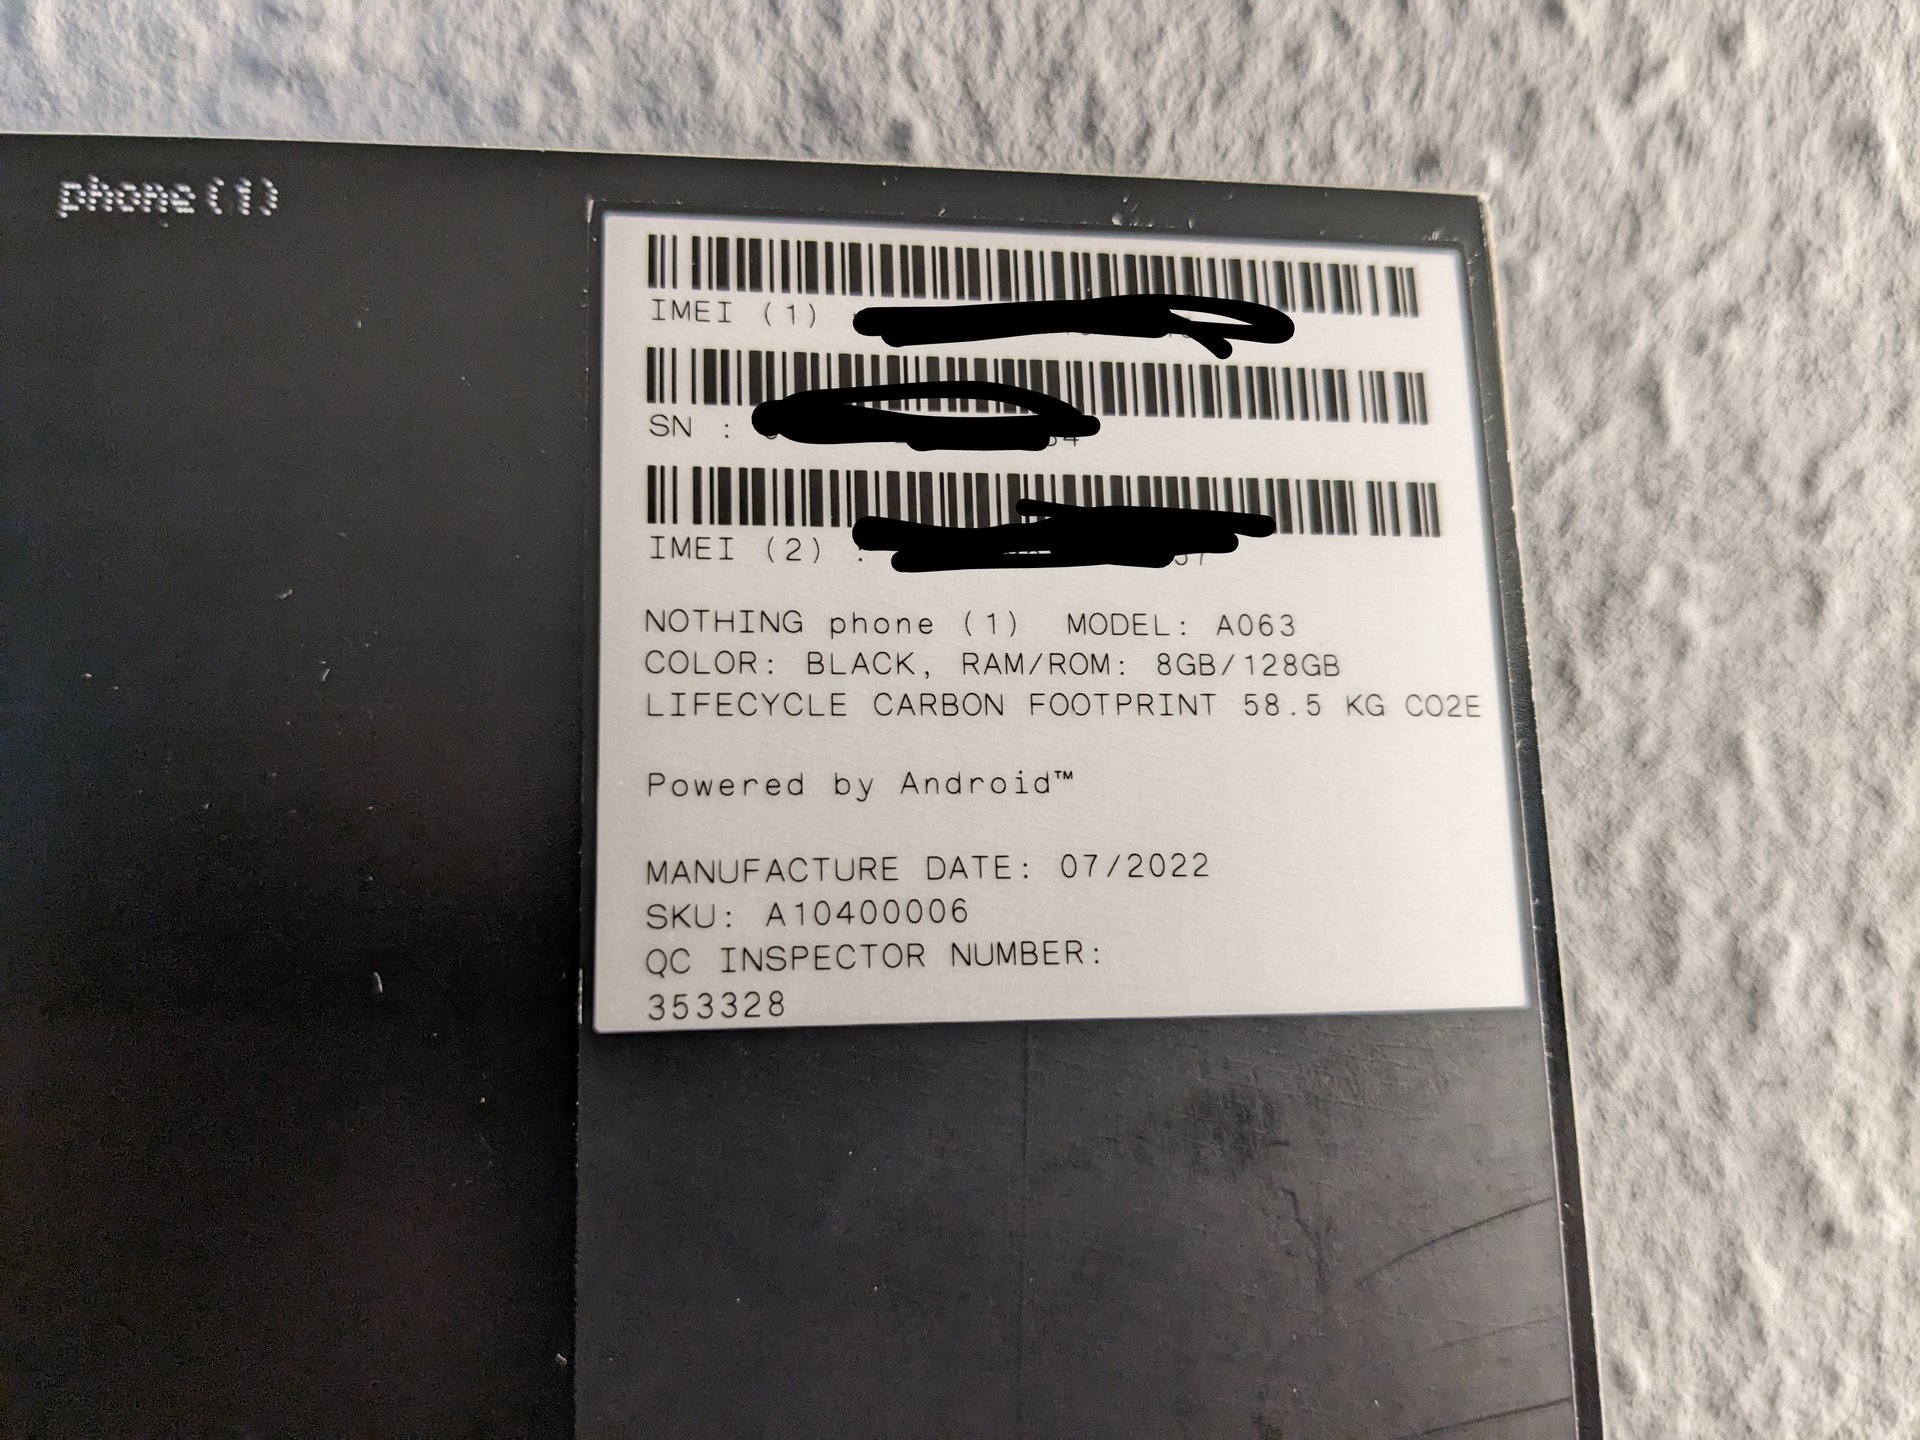 phone (1)
IMEI (1)
SN :
IMEI (2) :
NOTHING phone (1) MODEL: A063
COLOR: BLACK, RAM/ROM: 8GB/128GB
LIFECYCLE CARBON FOOTPRINT 58.5 KG CO2E
Powered by Android™
MANUFACTURE DATE: 07/2022
SKU: A10400006
QC INSPECTOR NUMBER:
353328